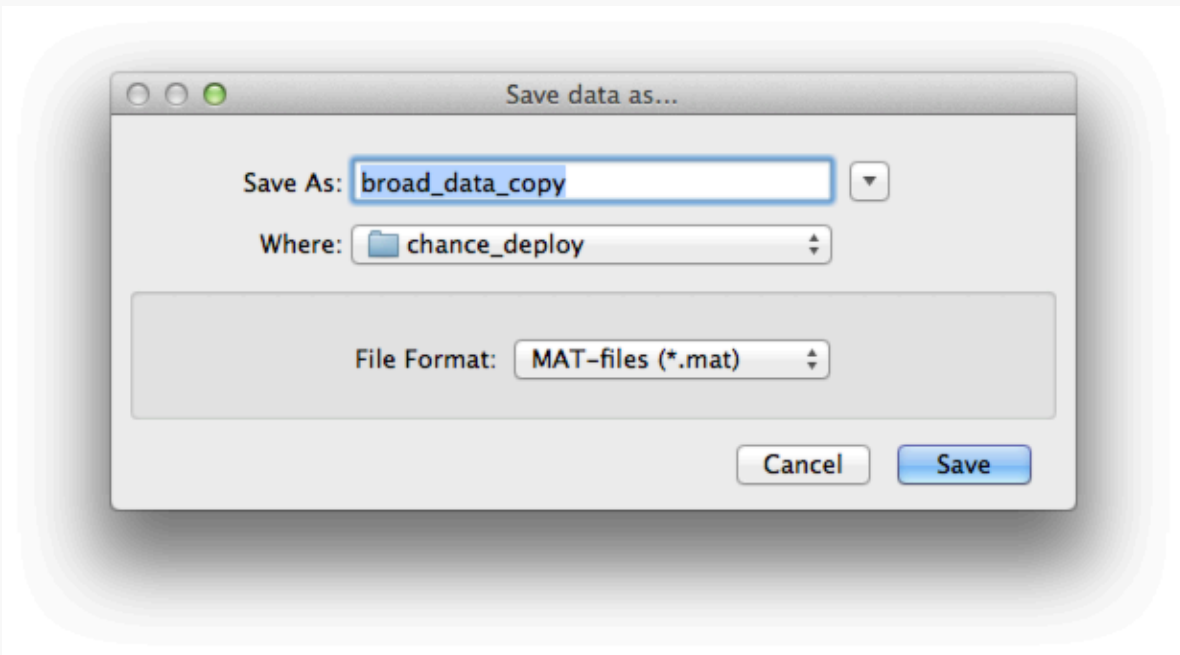 Save data as...
Save As: broad_data_copy
Where: chance_deploy
File Format: MAT-files (*.mat)
Cancel Save